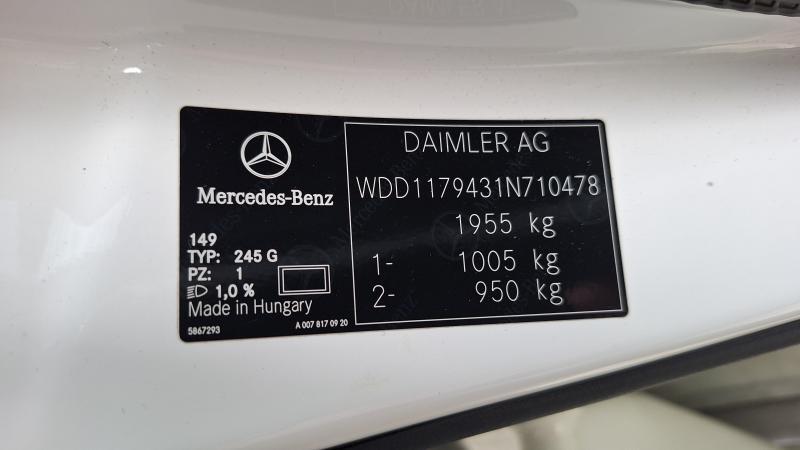 Mercedes-Benz
149
TYP: 245 G
PZ: 1
1,0 %
Made in Hungary
5867293
A 007 817 09 20
DAIMLER AG
WDD1179431N710478
1955 kg
1- 1005 kg
2- 950 kg